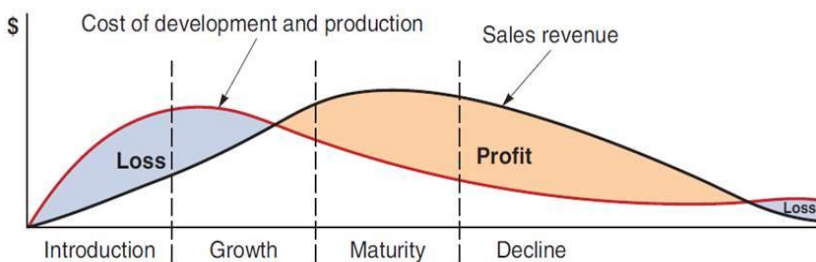 $
Cost of development and production
Sales revenue
Loss
Profit
Loss
Introduction
Growth
Maturity
Decline